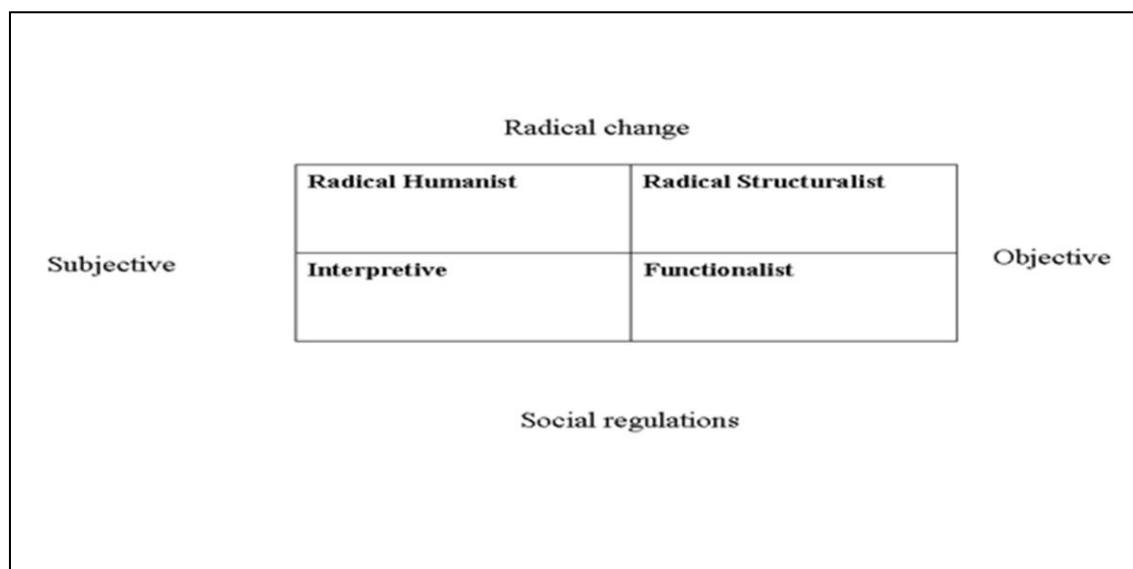 Radical change
Radical Humanist
Radical Structuralist
Subjective
Objective
Interpretive
Functionalist
Social regulations